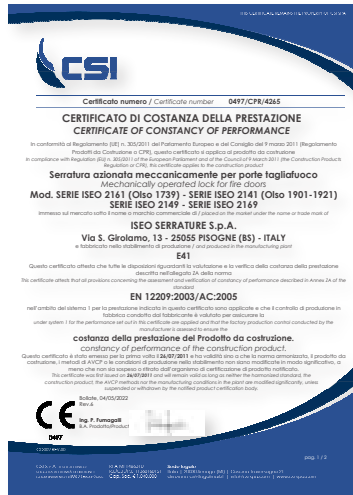 THIS CERTIFICATE REMAINS THE PROPERTY OF CSI SPA
CSI
Certificato numero / Certificate number 0497/CPR/4265
CERTIFICATO DI COSTANZA DELLA PRESTAZIONE
CERTIFICATE OF CONSTANCY OF PERFORMANCE
In conformità al Regolamento (UE) n. 305/2011 del Parlamento Europeo e del Consiglio del 9 marzo 2011 (Regolamento
Prodotti da Costruzione o CPR), questo certificato si applica al prodotto da costruzione
In compliance with Regulation (EU) n. 305/2011 of the European Parliament and of the Council of 9 March 2011 (the Construction Products
Regulation or CPR), this certificate applies to the construction product
Serratura azionata meccanicamente per porte tagliafuoco
Mechanically operated lock for fire doors
Mod. SERIE ISEO 2161 (Olso 1739) - SERIE ISEO 2141 (Olso 1901-1921)
SERIE ISEO 2149 - SERIE ISEO 2169
immesso sul mercato sotto il nome o marchio commerciale di / placed on the market under the name or trade mark of
ISEO SERRATURE S.p.A.
Via S. Girolamo, 13 - 25055 PISOGNE (BS) - ITALY
e fabbricato nello stabilimento di produzione / and produced in the manufacturing plant
E41
Questo certificato attesta che tutte le disposizioni riguardanti la valutazione e la verifica della costanza della prestazione
descritte nell'allegato ZA della norma
This certificate attests that all provisions concerning the assessment and verification of constancy of performance described in Annex ZA of the
standard
EN 12209:2003/AC:2005
nell'ambito del sistema 1 per la prestazione indicata in questo certificato sono applicate e che il controllo di produzione in
fabbrica condotto dal fabbricante è valutato per assicurare la
under system 1 for the performance set out in this certificate are applied and that the factory production control conducted by the
manufacturer is assessed to ensure the
costanza della prestazione del Prodotto da costruzione.
constancy of performance of the construction product.
Questo certificato è stato emesso per la prima volta il 26/07/2011 e ha validità sino a che la norma armonizzata, il prodotto da
costruzione, i metodi di AVCP e le condizioni di produzione nello stabilimento non siano modificate in modo significativo, a
meno che non sia sospeso o ritirato dall'organismo di certificazione di prodotto notificato.
This certificate was first issued on 26/07/2011 and will remain valid as long as neither the harmonized standard, the
construction product, the AVCP methods nor the manufacturing conditions in the plant are modified significantly, unless
suspended or withdrawn by the notified product certification body.
Bollate, 04/05/2022
Rev.6
CE
Ing. P. Fumagalli
B.A. Prodotto/Product
0497
pag. 1 / 3
Sede legale